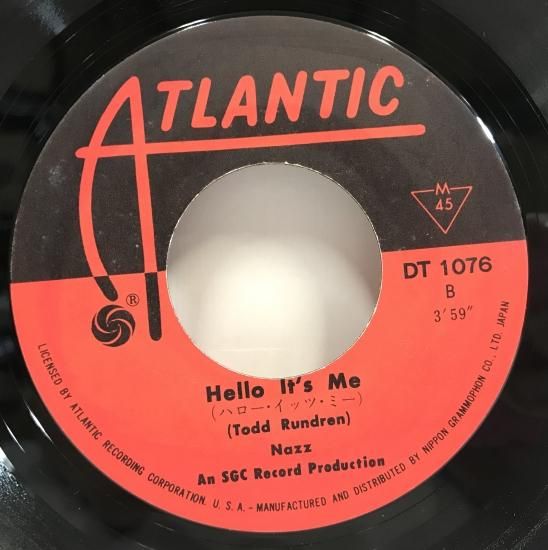 ATLANTIC
®
M
45
DT 1076
B
3'59"
Hello It's Me
(ハロー・イッツ・ミー)
(Todd Rundren)
Nazz
An SGC Record Production
LICENSED BY ATLANTIC RECORDING CORPORATION, U. S. A. - MANUFACTURED AND DISTRIBUTED BY NIPPON GRAMMOPHON CO., LTD. JAPAN